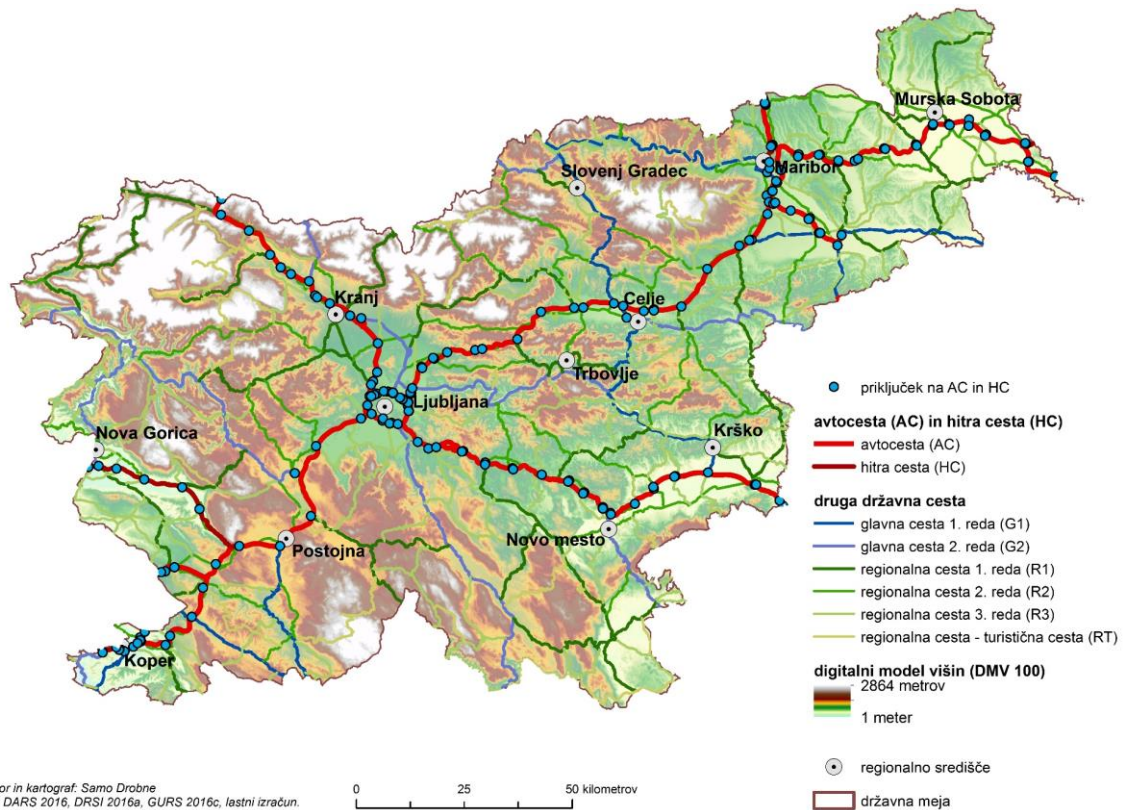 Murska Sobota
Maribor
Slovenj Gradec
Kranj
Celje
Trbovlje
Ljubljana
Nova Gorica
Krško
Novo mesto
Postojna
Koper
priključek na AC in HC
avtocesta (AC) in hitra cesta (HC)
avtocesta (AC)
hitra cesta (HC)
druga državna cesta
glavna cesta 1. reda (G1)
glavna cesta 2. reda (G2)
regionalna cesta 1. reda (R1)
regionalna cesta 2. reda (R2)
regionalna cesta 3. reda (R3)
regionalna cesta - turistična cesta (RT)
digitalni model višin (DMV 100)
2864 metrov
1 meter
regionalno središče
državna meja
or in kartograf: Samo Drobne
DARS 2016, DRSI 2016a, GURS 2016c, lastni izračun.
0 25 50 kilometrov